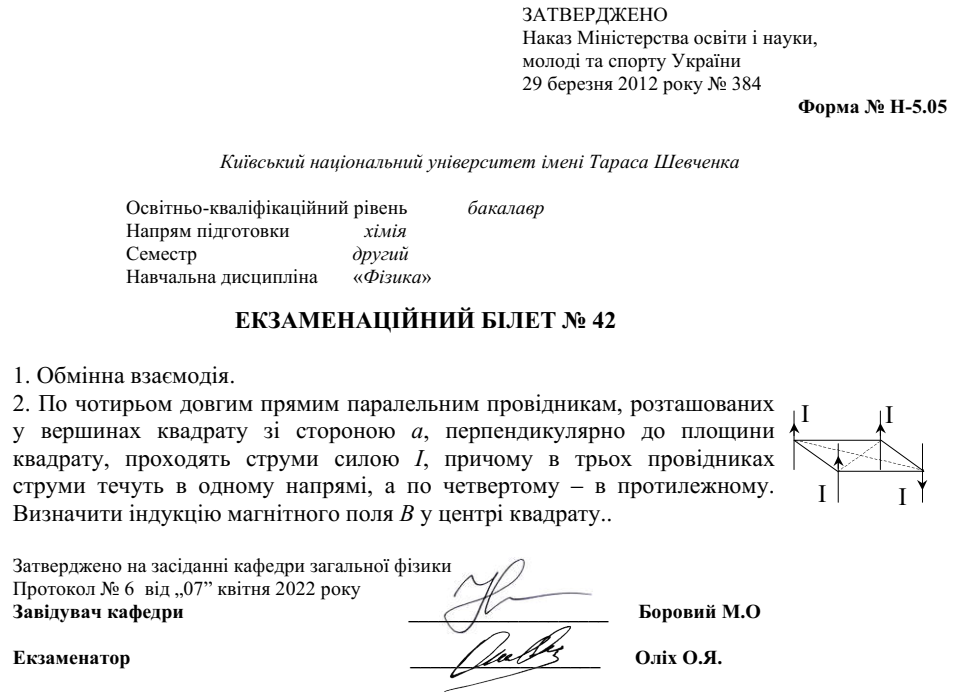 ЗАТВЕРДЖЕНО
Наказ Міністерства освіти і науки,
молоді та спорту України
29 березня 2012 року № 384
Форма № Н-5.05
Київський національний університет імені Тараса Шевченка
Освітньо-кваліфікаційний рівень бакалавр
Напрям підготовки хімія
Семестр другий
Навчальна дисципліна «Фізика»
ЕКЗАМЕНАЦІЙНИЙ БІЛЕТ № 42
1. Обмінна взаємодія.
2. По чотирьом довгим прямим паралельним провідникам, розташованих
у вершинах квадрату зі стороною а, перпендикулярно до площини
квадрату, проходять струми силою I, причому в трьох провідниках
струми течуть в одному напрямі, а по четвертому – в протилежному.
Визначити індукцію магнітного поля B у центрі квадрату..
I I
I I
Затверджено на засіданні кафедри загальної фізики
Протокол № 6 від „07” квітня 2022 року
Завідувач кафедри Боровий М.О
Екзаменатор Оліх О.Я.